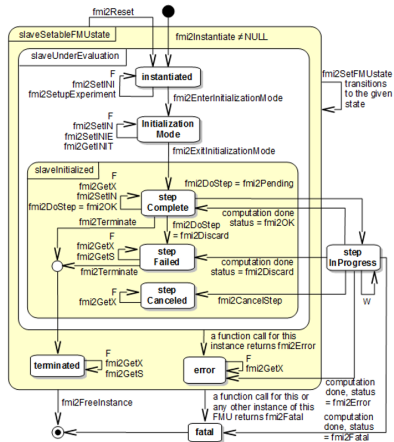 fmi2Reset
slaveSetableFMUstate
fmi2Instantiate ≠ NULL
slaveUnderEvaluation
F
fmi2SetINI
fmi2SetupExperiment
instantiated
fmi2SetFMUstate
transitions
to the given
state
fmi2EnterInitializationMode
F
fmi2SetIN
fmi2SetINIE
fmi2GetINIT
Initialization
Mode
fmi2ExitInitializationMode
slaveInitialized
F
fmi2GetX
fmi2SetIN
fmi2DoStep = fmi2OK
fmi2DoStep = fmi2Pending
step
Complete
computation done
status = fmi2OK
fmi2Terminate
fmi2DoStep
= fmi2Discard
F
fmi2GetX
fmi2GetS
step
Failed
computation done
status = fmi2Discard
step
InProgress
fmi2Terminate
F
fmi2GetX
step
Canceled
fmi2CancelStep
W
a function call for this
instance returns fmi2Error
terminated
F
fmi2GetX
fmi2GetS
error
F
fmi2GetX
computation
done, status
= fmi2Error
fmi2FreeInstance
a function call for this or
any other instance of this
FMU returns fmi2Fatal
computation
done, status
= fmi2Fatal
fatal